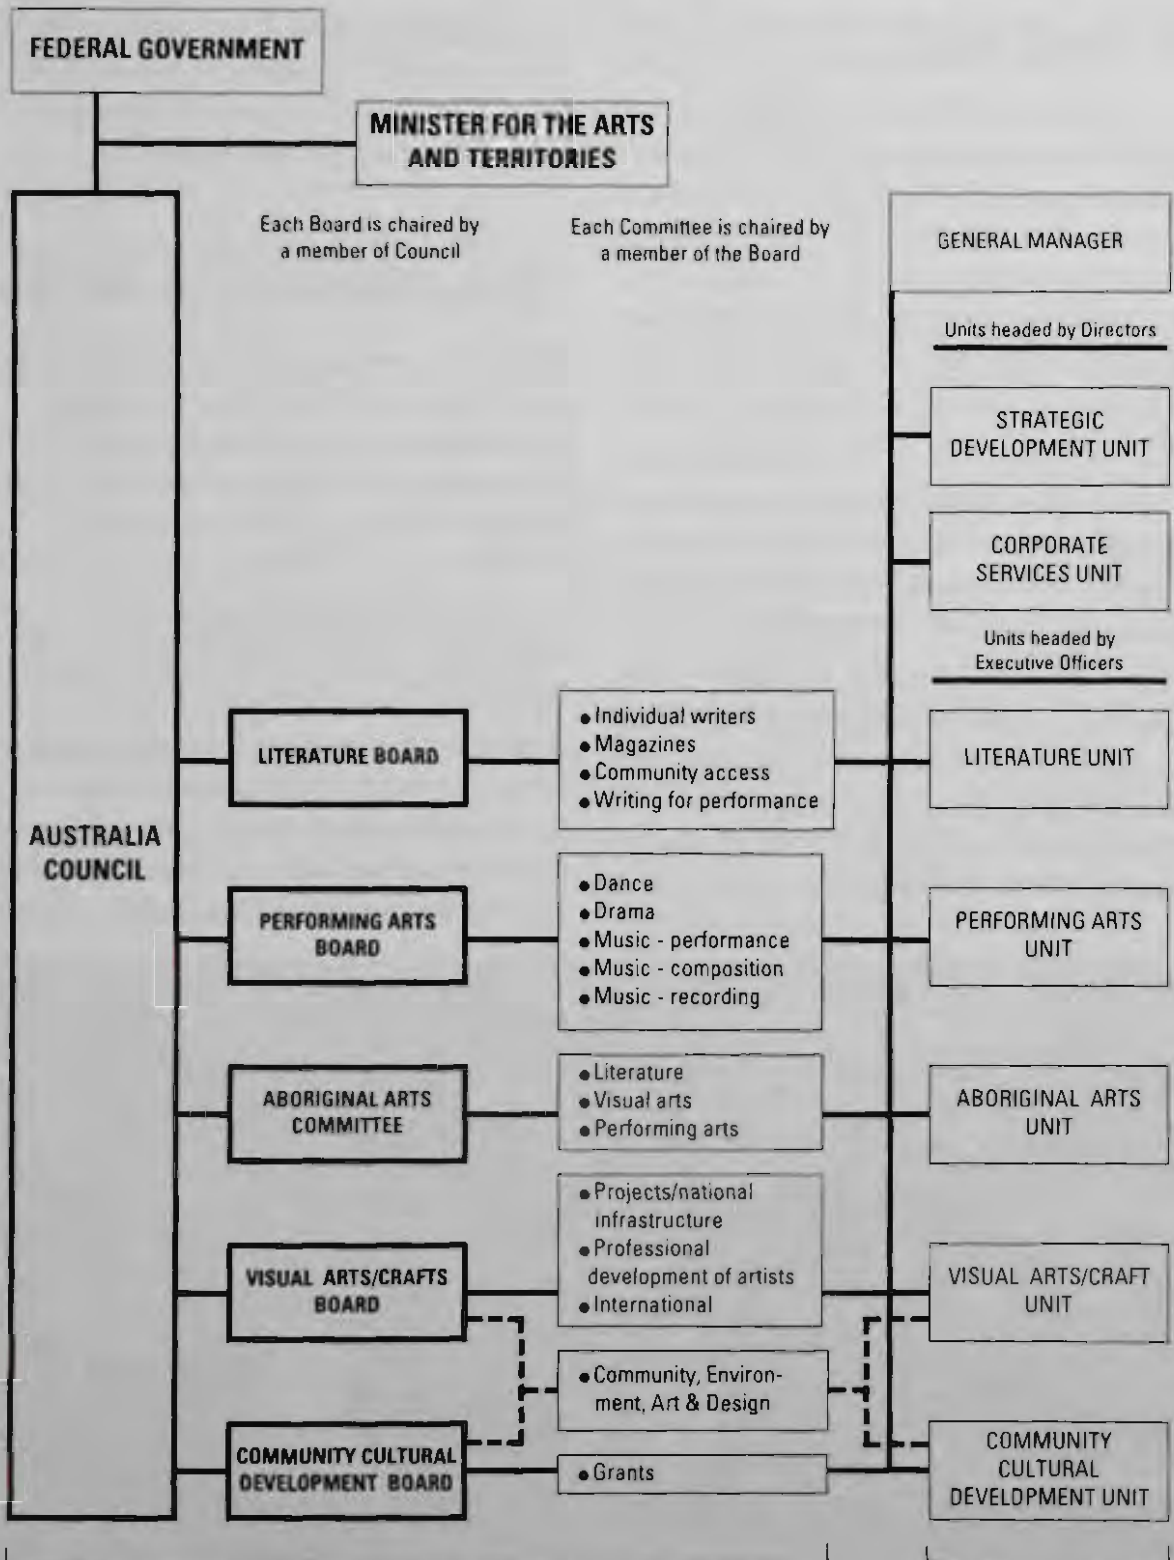 FEDERAL GOVERNMENT
MINISTER FOR THE ARTS
AND TERRITORIES
Each Board is chaired by
a member of Council
Each Committee is chaired by
a member of the Board
GENERAL MANAGER
Units headed by Directors
STRATEGIC
DEVELOPMENT UNIT
CORPORATE
SERVICES UNIT
Units headed by
Executive Officers
AUSTRALIA
COUNCIL
LITERATURE BOARD
• Individual writers
• Magazines
• Community access
• Writing for performance
LITERATURE UNIT
PERFORMING ARTS
BOARD
• Dance
• Drama
• Music - performance
• Music - composition
• Music - recording
PERFORMING ARTS
UNIT
ABORIGINAL ARTS
COMMITTEE
• Literature
• Visual arts
• Performing arts
ABORIGINAL ARTS
UNIT
VISUAL ARTS/CRAFTS
BOARD
• Projects/national
infrastructure
• Professional
development of artists
• International
VISUAL ARTS/CRAFT
UNIT
• Community, Environ-
ment, Art & Design
COMMUNITY CULTURAL
DEVELOPMENT BOARD
• Grants
COMMUNITY
CULTURAL
DEVELOPMENT UNIT